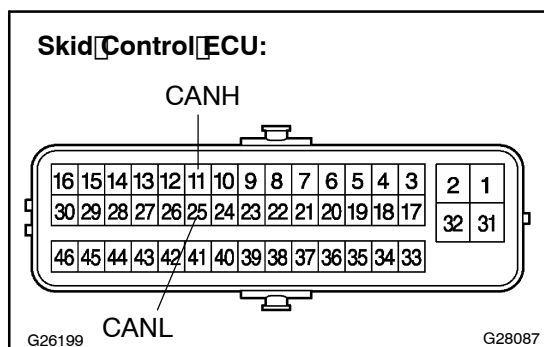 Skid Control ECU:
CANH
16 15 14 13 12 11 10 9 8 7 6 5 4 3 2 1
30 29 28 27 26 25 24 23 22 21 20 19 18 17 32 31
46 45 44 43 42 41 40 39 38 37 36 35 34 33
CANL
G26199 G28087